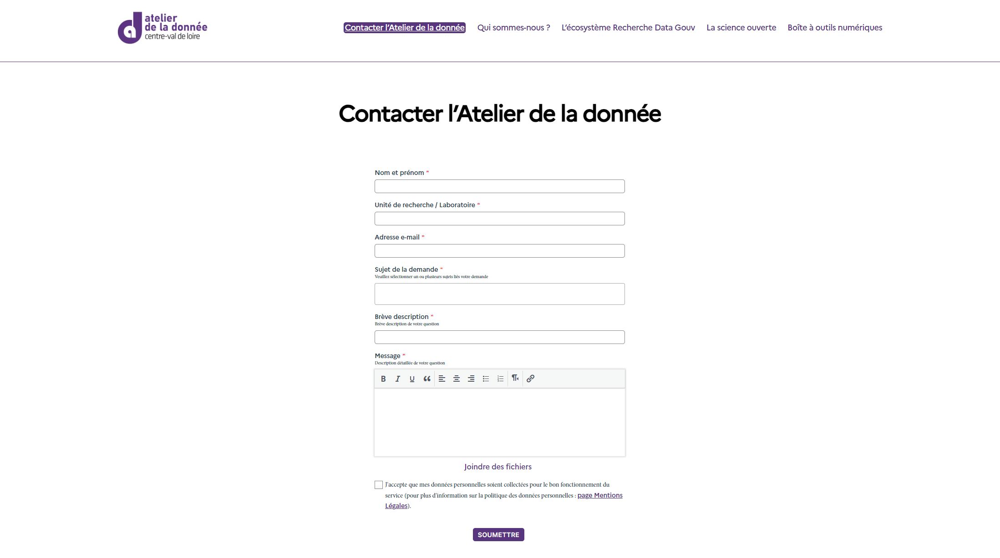 atelier
de la donnée
centre-val de loire
Contacter l'Atelier de la donnée
Qui sommes-nous ?
L'écosystème Recherche Data Gouv
La science ouverte
Boîte à outils numériques
Contacter l'Atelier de la donnée
Nom et prénom *
Unité de recherche / Laboratoire *
Adresse e-mail *
Sujet de la demande *
Veuillez sélectionner un ou plusieurs sujets liés votre demande
Brève description *
Brève description de votre question
Message *
Description détaillée de votre question
Joindre des fichiers
J'accepte que mes données personnelles soient collectées pour le bon fonctionnement du
service (pour plus d'information sur la politique des données personnelles : page Mentions
Légales).
SOUMETTRE